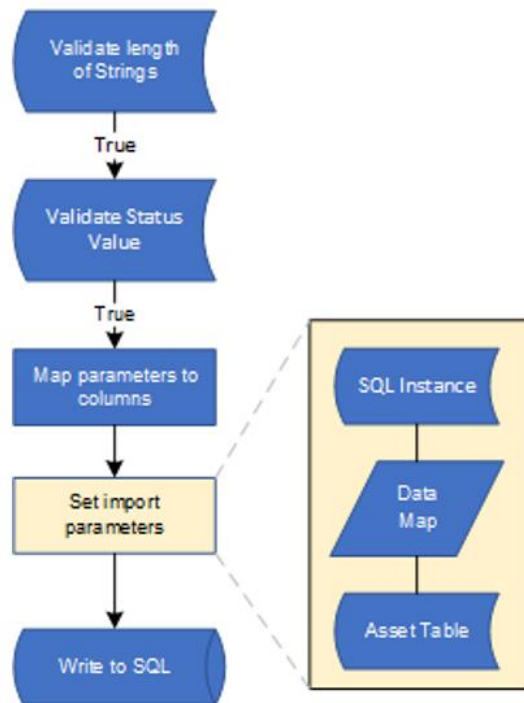 Validate length
of Strings
True
Validate Status
Value
True
Map parameters to
columns
Set import
parameters
Write to SQL
SQL Instance
Data
Map
Asset Table